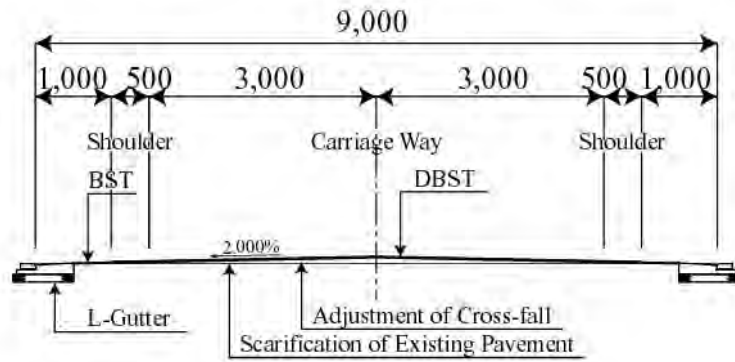 9,000
1,000 500 3,000 3,000 500 1,000
Shoulder Carriage Way Shoulder
BST DBST
2.000%
L-Gutter Adjustment of Cross-fall
Scarification of Existing Pavement